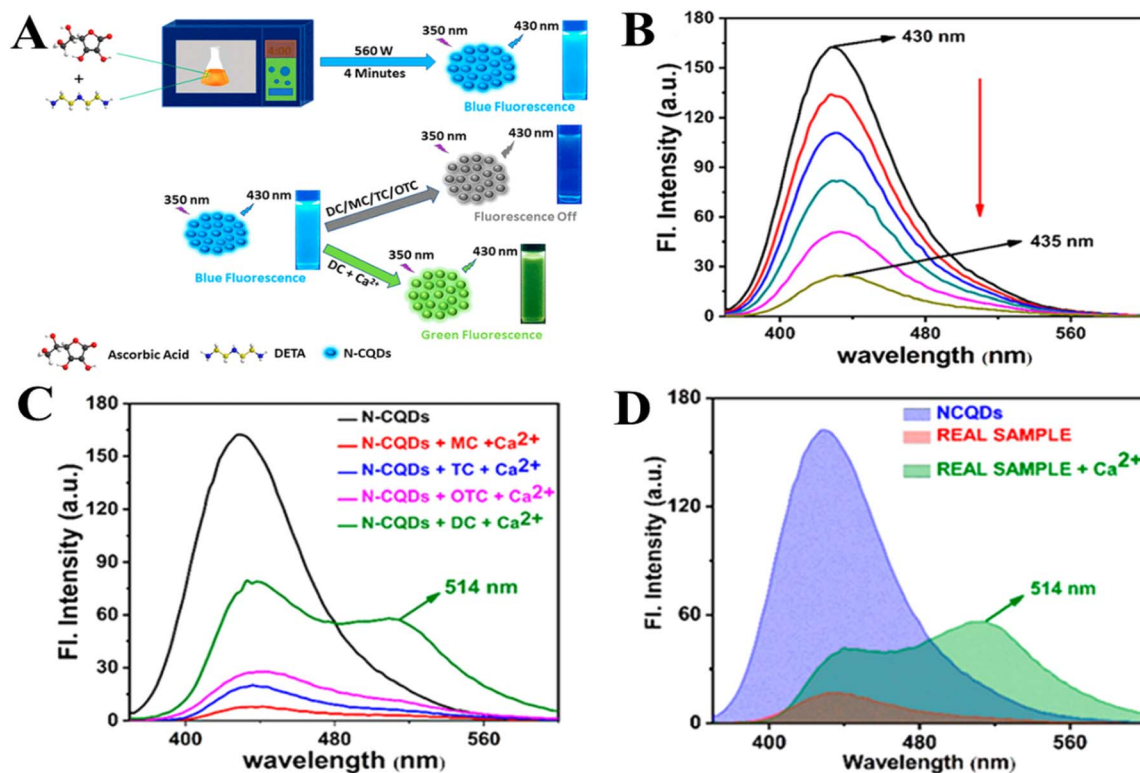 A
4:00
+
560 W
4 Minutes
350 nm
430 nm
Blue Fluorescence
350 nm
430 nm
Blue Fluorescence
DC/MC/TC/OTC
350 nm
430 nm
Fluorescence Off
DC + Ca2+
350 nm
430 nm
Green Fluorescence
Ascorbic Acid
DETA
N-CQDs
B
Fl. Intensity (a.u.)
180
150
120
90
60
30
0
430 nm
435 nm
400
480
560
wavelength (nm)
C
Fl. Intensity (a.u.)
180
150
120
90
60
30
0
N-CQDs
N-CQDs + MC +Ca2+
N-CQDs + TC + Ca2+
N-CQDs + OTC + Ca2+
N-CQDs + DC + Ca2+
514 nm
400
480
560
wavelength (nm)
D
Fl. Intensity (a.u.)
180
120
60
0
NCQDs
REAL SAMPLE
REAL SAMPLE + Ca2+
514 nm
400
480
560
Wavelength (nm)